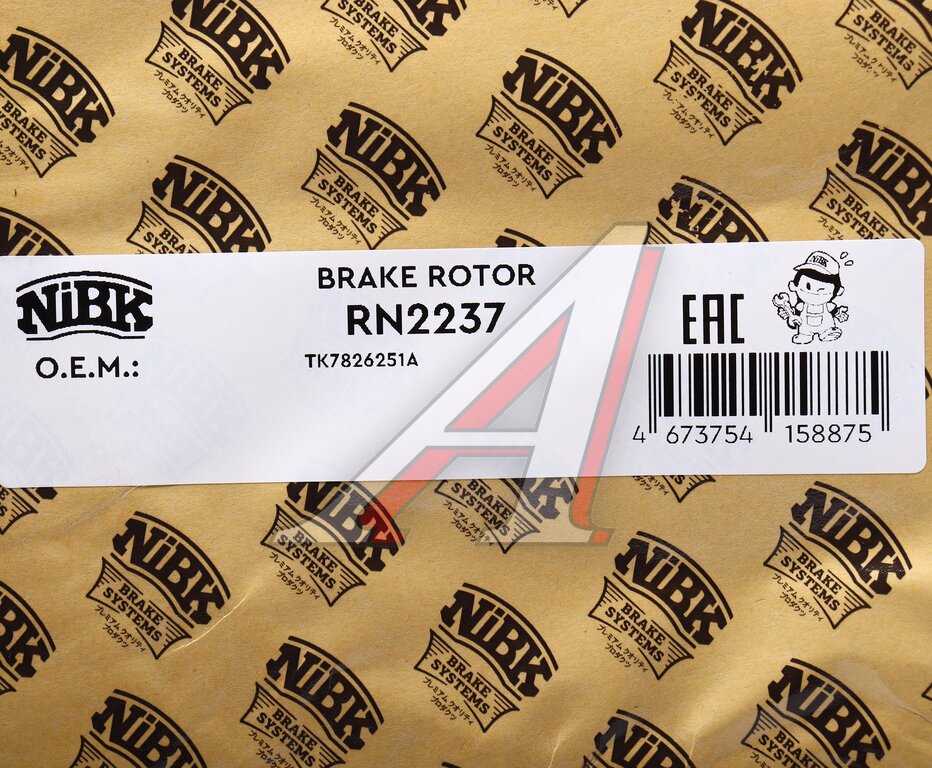 NiBK
BRAKE ROTOR
RN2237
O.E.M.:
TK7826251A
EAC
NiBK
4 673754 158875
NiBK
BRAKE
SYSTEMS
プレミアム クオリティ
プロダクツ